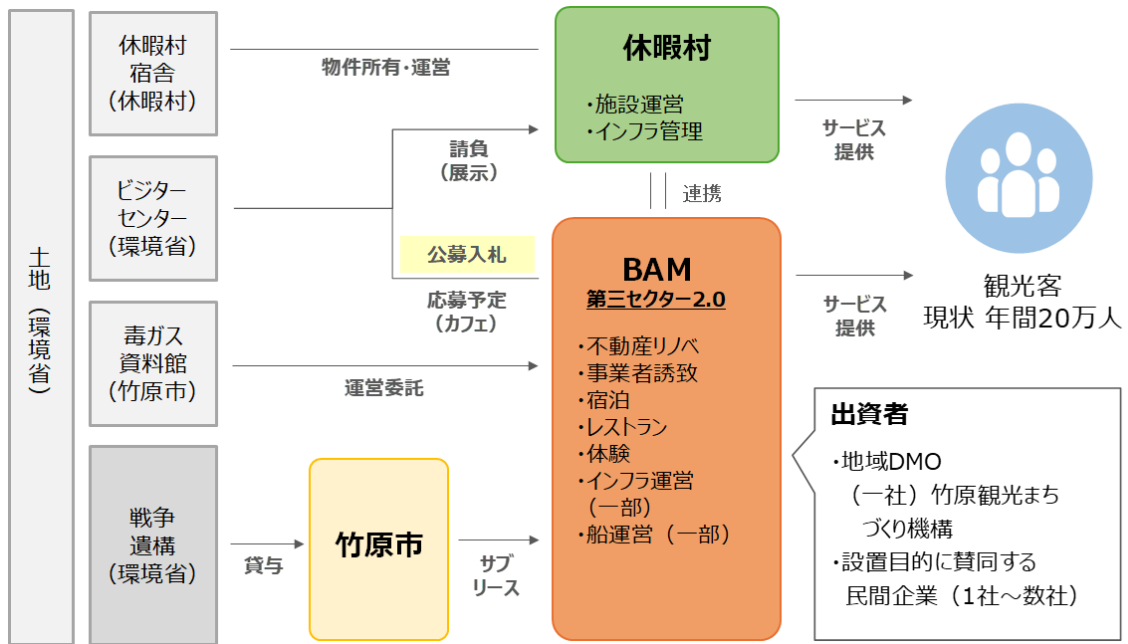 土地（環境省）
休暇村
宿舎
(休暇村)
ビジター
センター
(環境省)
毒ガス
資料館
(竹原市)
戦争
遺構
(環境省)
物件所有・運営
請負
(展示)
公募入札
応募予定
(カフェ)
運営委託
貸与
竹原市
サブ
リース
休暇村
・施設運営
・インフラ管理
連携
BAM
第三セクター2.0
・不動産リノベ
・事業者誘致
・宿泊
・レストラン
・体験
・インフラ運営
（一部）
・船運営（一部）
サービス
提供
サービス
提供
観光客
現状 年間20万人
出資者
・地域DMO
（一社）竹原観光まち
づくり機構
・設置目的に賛同する
民間企業（1社～数社）